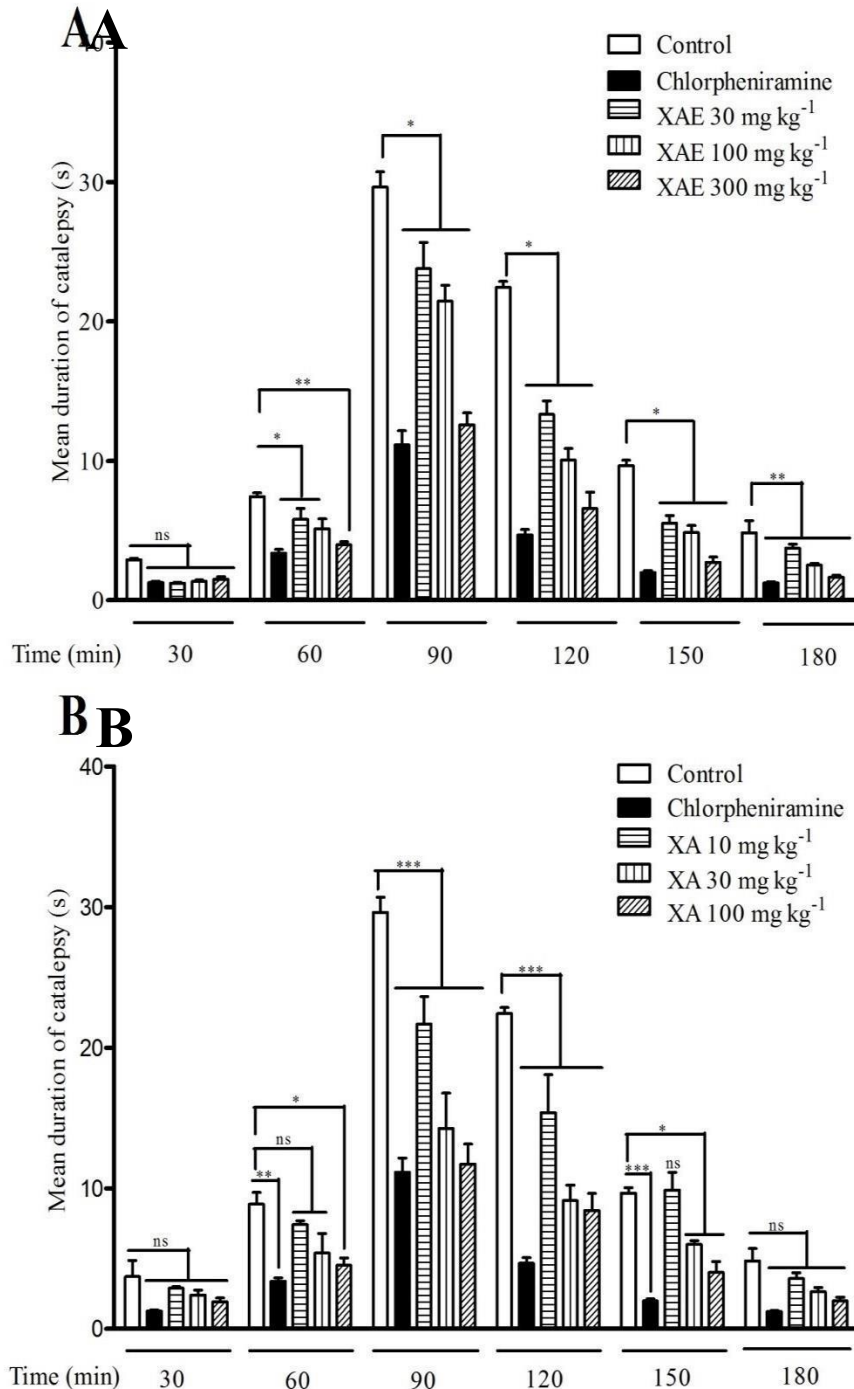 A A
40
Control
Chlorpheniramine
XAE 30 mg kg⁻¹
XAE 100 mg kg⁻¹
XAE 300 mg kg⁻¹
Mean duration of catalepsy (s)
30
20
10
0
*
*
**
*
*
**
ns
Time (min) 30 60 90 120 150 180
B B
40
Control
Chlorpheniramine
XA 10 mg kg⁻¹
XA 30 mg kg⁻¹
XA 100 mg kg⁻¹
Mean duration of catalepsy (s)
30
20
10
0
***
***
*
*
ns
**
***
ns
ns
ns
Time (min) 30 60 90 120 150 180